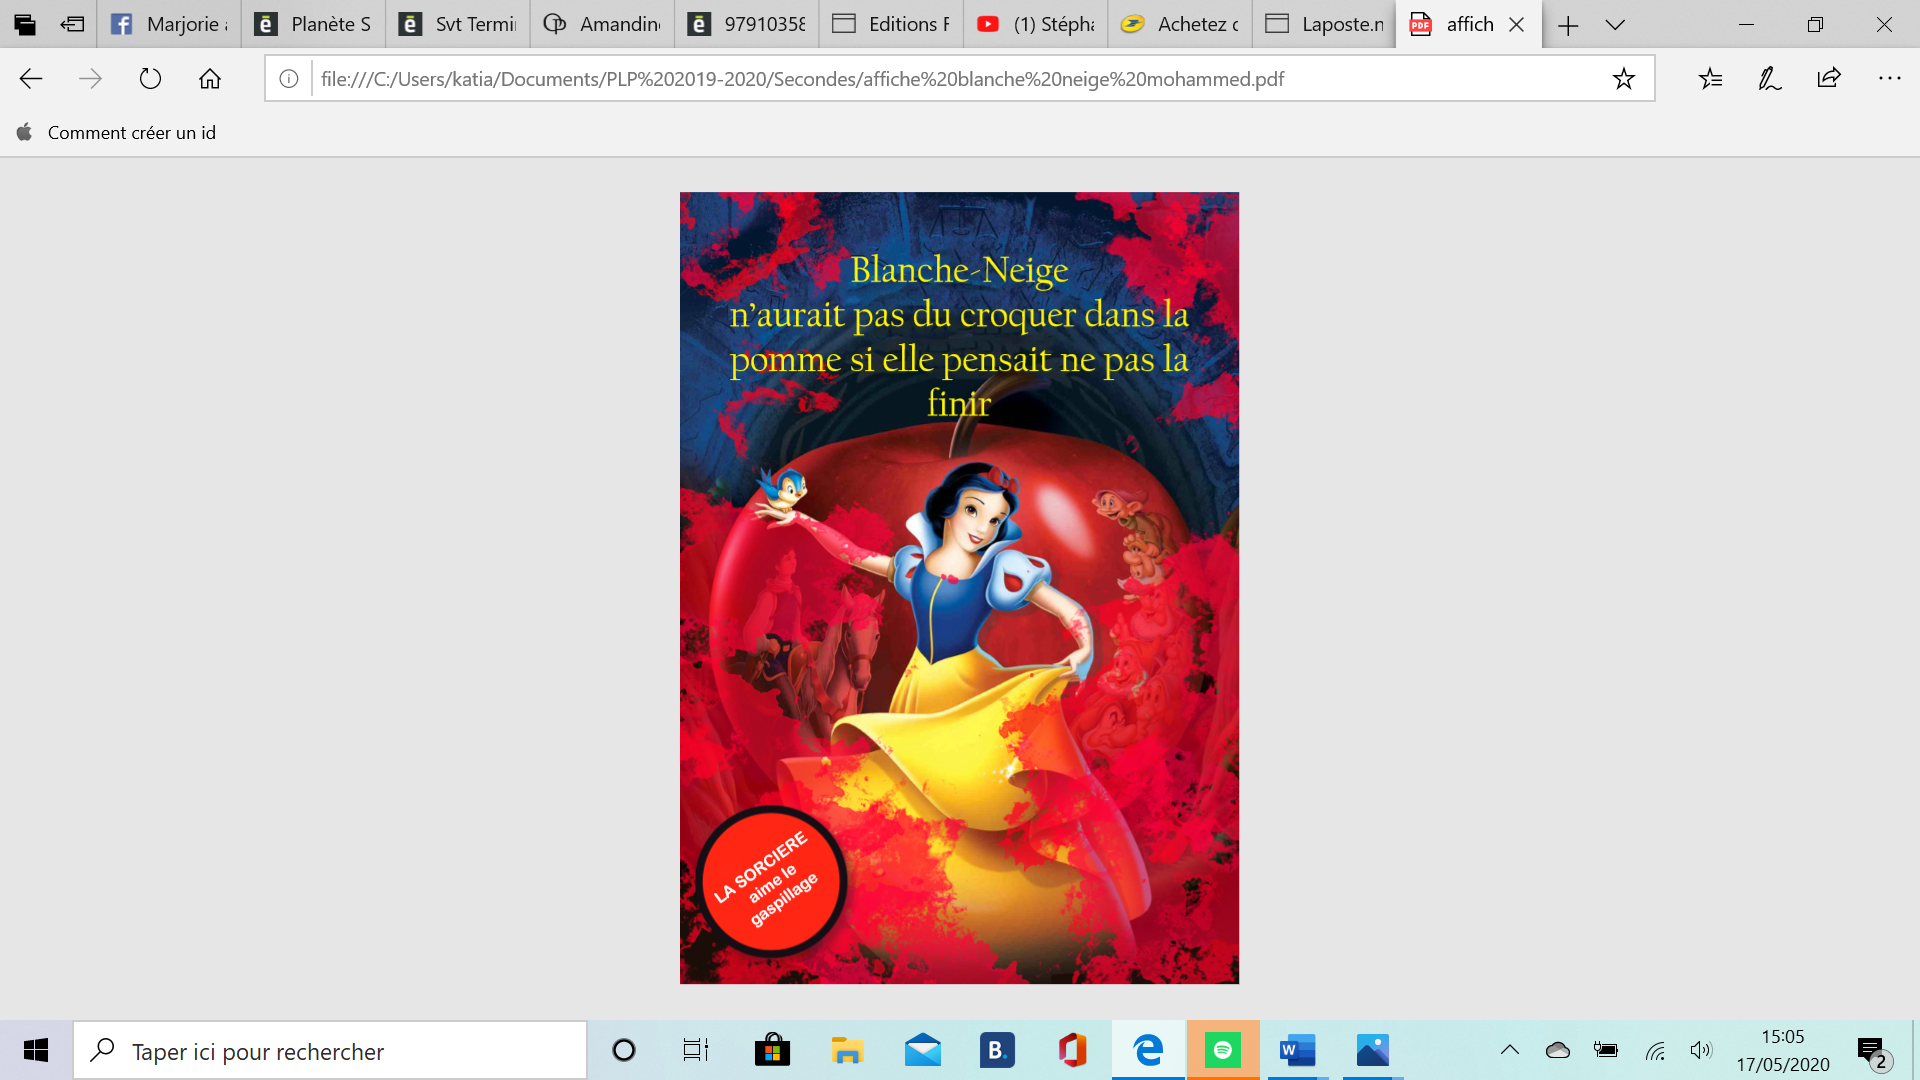 Marjorie a
Planète S
Svt Termi
Amandin
97910358
Editions F
(1) Stépha
Achetez d
Laposte.n
affich
file:///C:/Users/katia/Documents/PLP%202019-2020/Secondes/affiche%20blanche%20neige%20mohammed.pdf
Comment créer un id
Blanche-Neige
n’aurait pas du croquer dans la
pomme si elle pensait ne pas la
finir
LA SORCIERE
aime le
gaspillage
Taper ici pour rechercher
15:05
17/05/2020
2